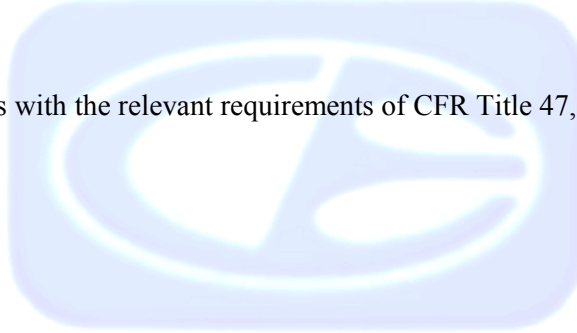 s with the relevant requirements of CFR Title 47,